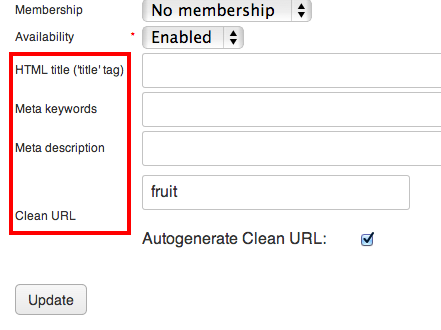 Membership No membership
Availability * Enabled
HTML title ('title' tag)
Meta keywords
Meta description
fruit
Clean URL
Autogenerate Clean URL:
Update